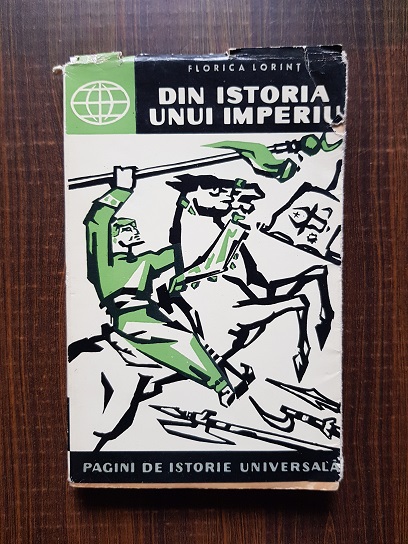 FLORICA LORINȚ
DIN ISTORIA
UNUI IMPERIU
PAGINI DE ISTORIE UNIVERSALĂ